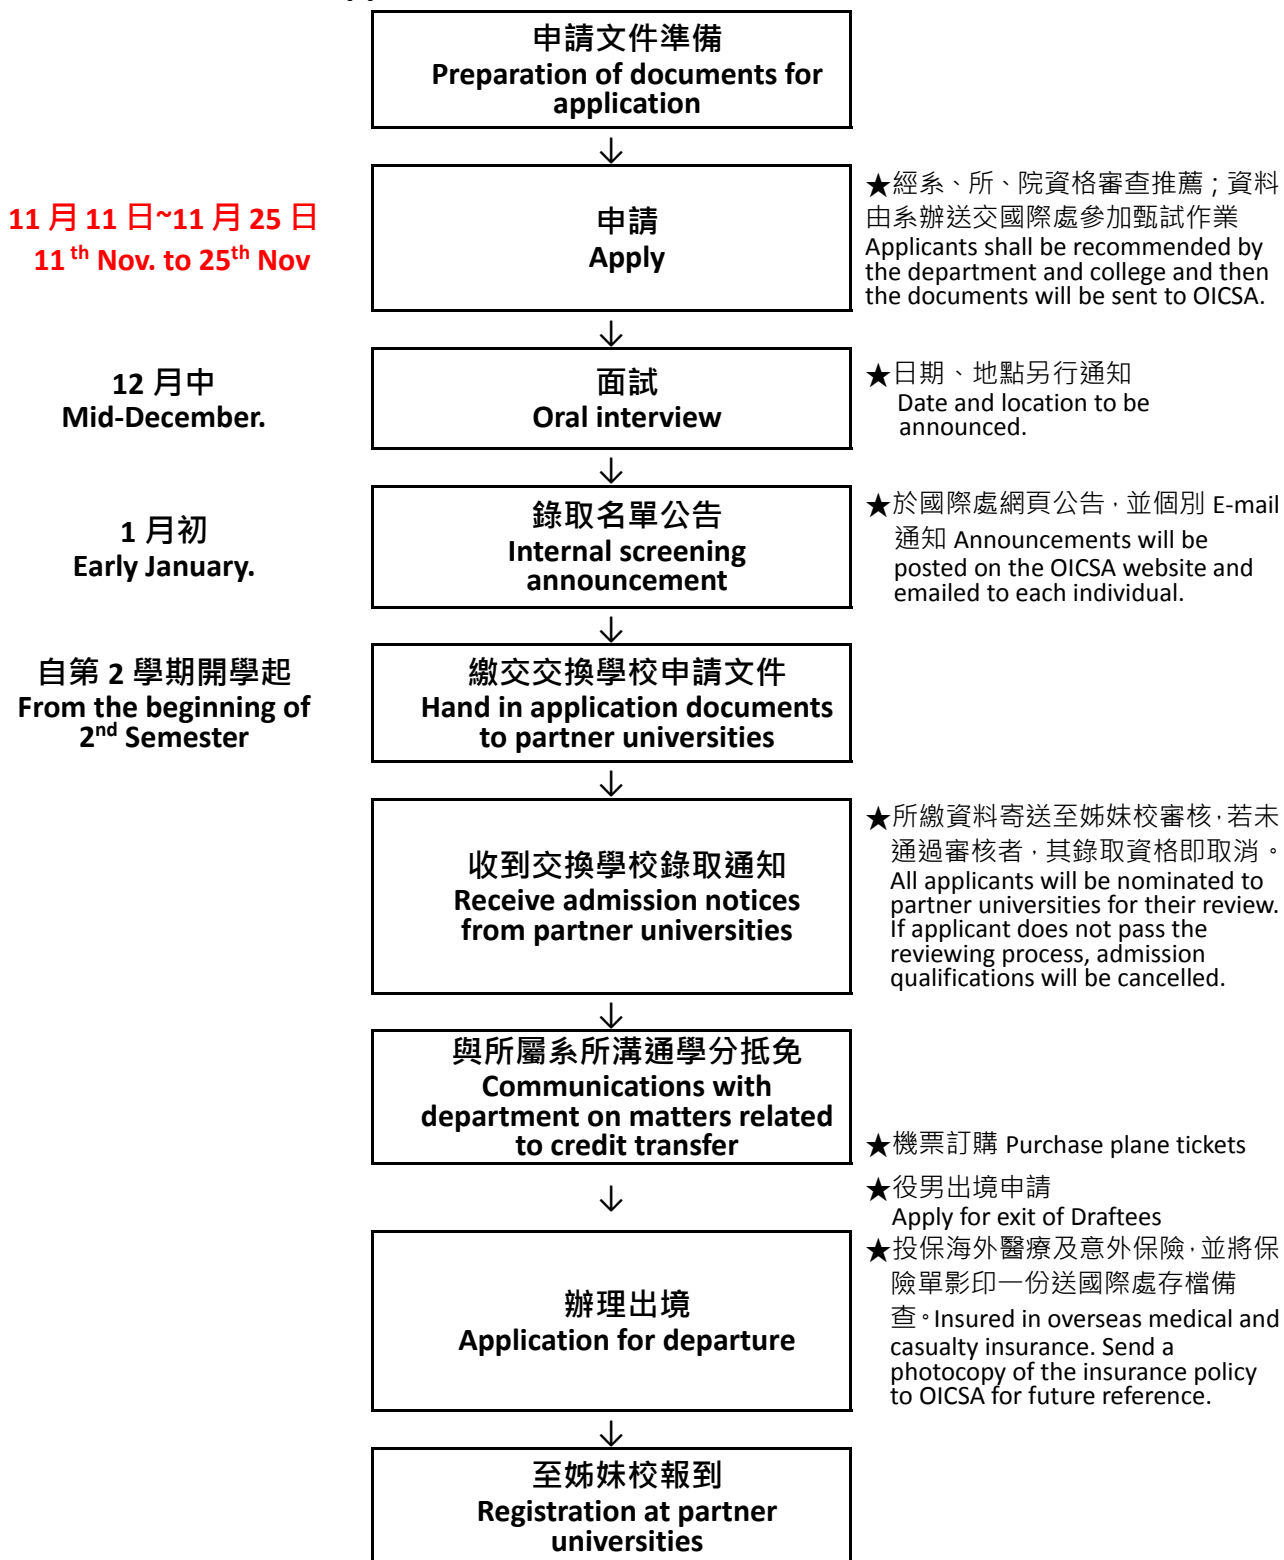 申請文件準備
Preparation of documents for
application
↓
11 月 11 日~11 月 25 日
11 th Nov. to 25th Nov
申請
Apply
★經系、所、院資格審查推薦；資料
由系辦送交國際處參加甄試作業
Applicants shall be recommended by
the department and college and then
the documents will be sent to OICSA.
↓
12 月中
Mid-December.
面試
Oral interview
★日期、地點另行通知
Date and location to be
announced.
↓
1 月初
Early January.
錄取名單公告
Internal screening
announcement
★於國際處網頁公告，並個別 E-mail
通知 Announcements will be
posted on the OICSA website and
emailed to each individual.
↓
自第 2 學期開學起
From the beginning of
2nd Semester
繳交交換學校申請文件
Hand in application documents
to partner universities
↓
收到交換學校錄取通知
Receive admission notices
from partner universities
★所繳資料寄送至姊妹校審核，若未
通過審核者，其錄取資格即取消。
All applicants will be nominated to
partner universities for their review.
If applicant does not pass the
reviewing process, admission
qualifications will be cancelled.
↓
與所屬系所溝通學分抵免
Communications with
department on matters related
to credit transfer
↓
辦理出境
Application for departure
★機票訂購 Purchase plane tickets
★役男出境申請
Apply for exit of Draftees
★投保海外醫療及意外保險，並將保
險單影印一份送國際處存檔備
查。Insured in overseas medical and
casualty insurance. Send a
photocopy of the insurance policy
to OICSA for future reference.
↓
至姊妹校報到
Registration at partner
universities